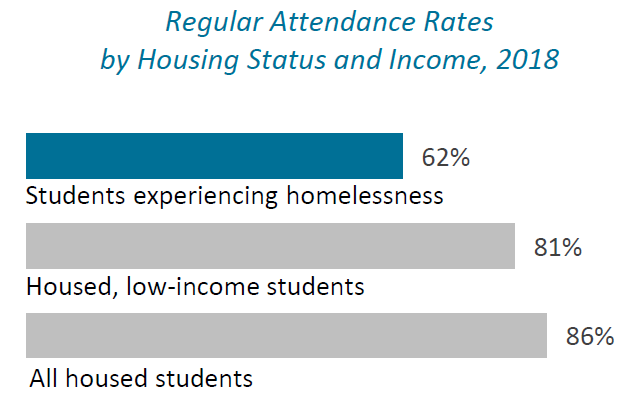 Regular Attendance Rates
by Housing Status and Income, 2018
62%
Students experiencing homelessness
81%
Housed, low-income students
86%
All housed students